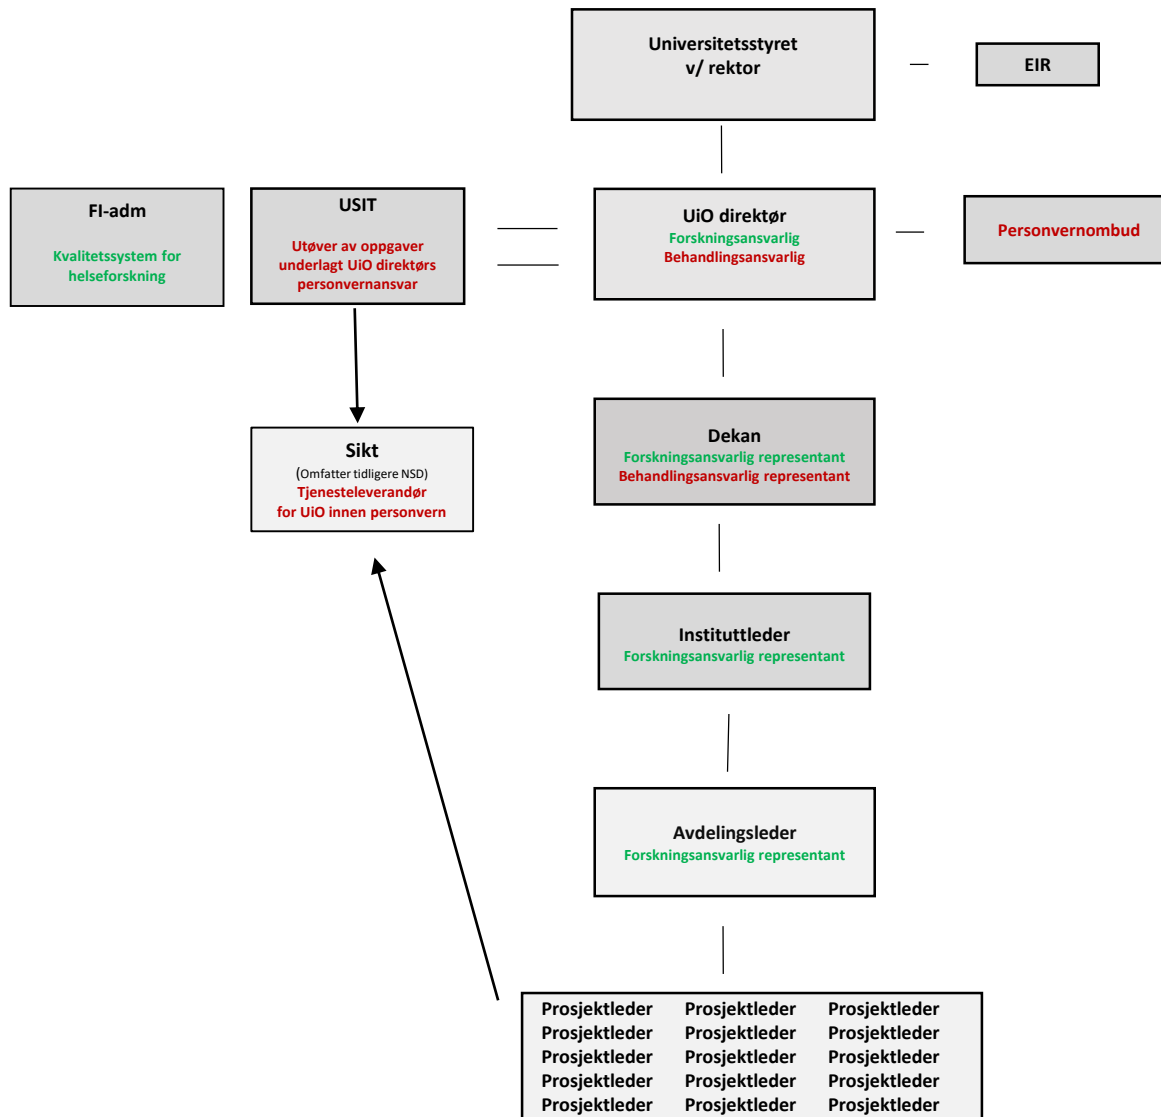 Universitetsstyret
v/ rektor
EIR
FI-adm
Kvalitetssystem for
helseforskning
USIT
Utøver av oppgaver
underlagt UiO direktørs
personvernansvar
UiO direktør
Forskningsansvarlig
Behandlingsansvarlig
Personvernombud
Sikt
(Omfatter tidligere NSD)
Tjenesteleverandør
for UiO innen personvern
Dekan
Forskningsansvarlig representant
Behandlingsansvarlig representant
Instituttleder
Forskningsansvarlig representant
Avdelingsleder
Forskningsansvarlig representant
Prosjektleder Prosjektleder Prosjektleder
Prosjektleder Prosjektleder Prosjektleder
Prosjektleder Prosjektleder Prosjektleder
Prosjektleder Prosjektleder Prosjektleder
Prosjektleder Prosjektleder Prosjektleder